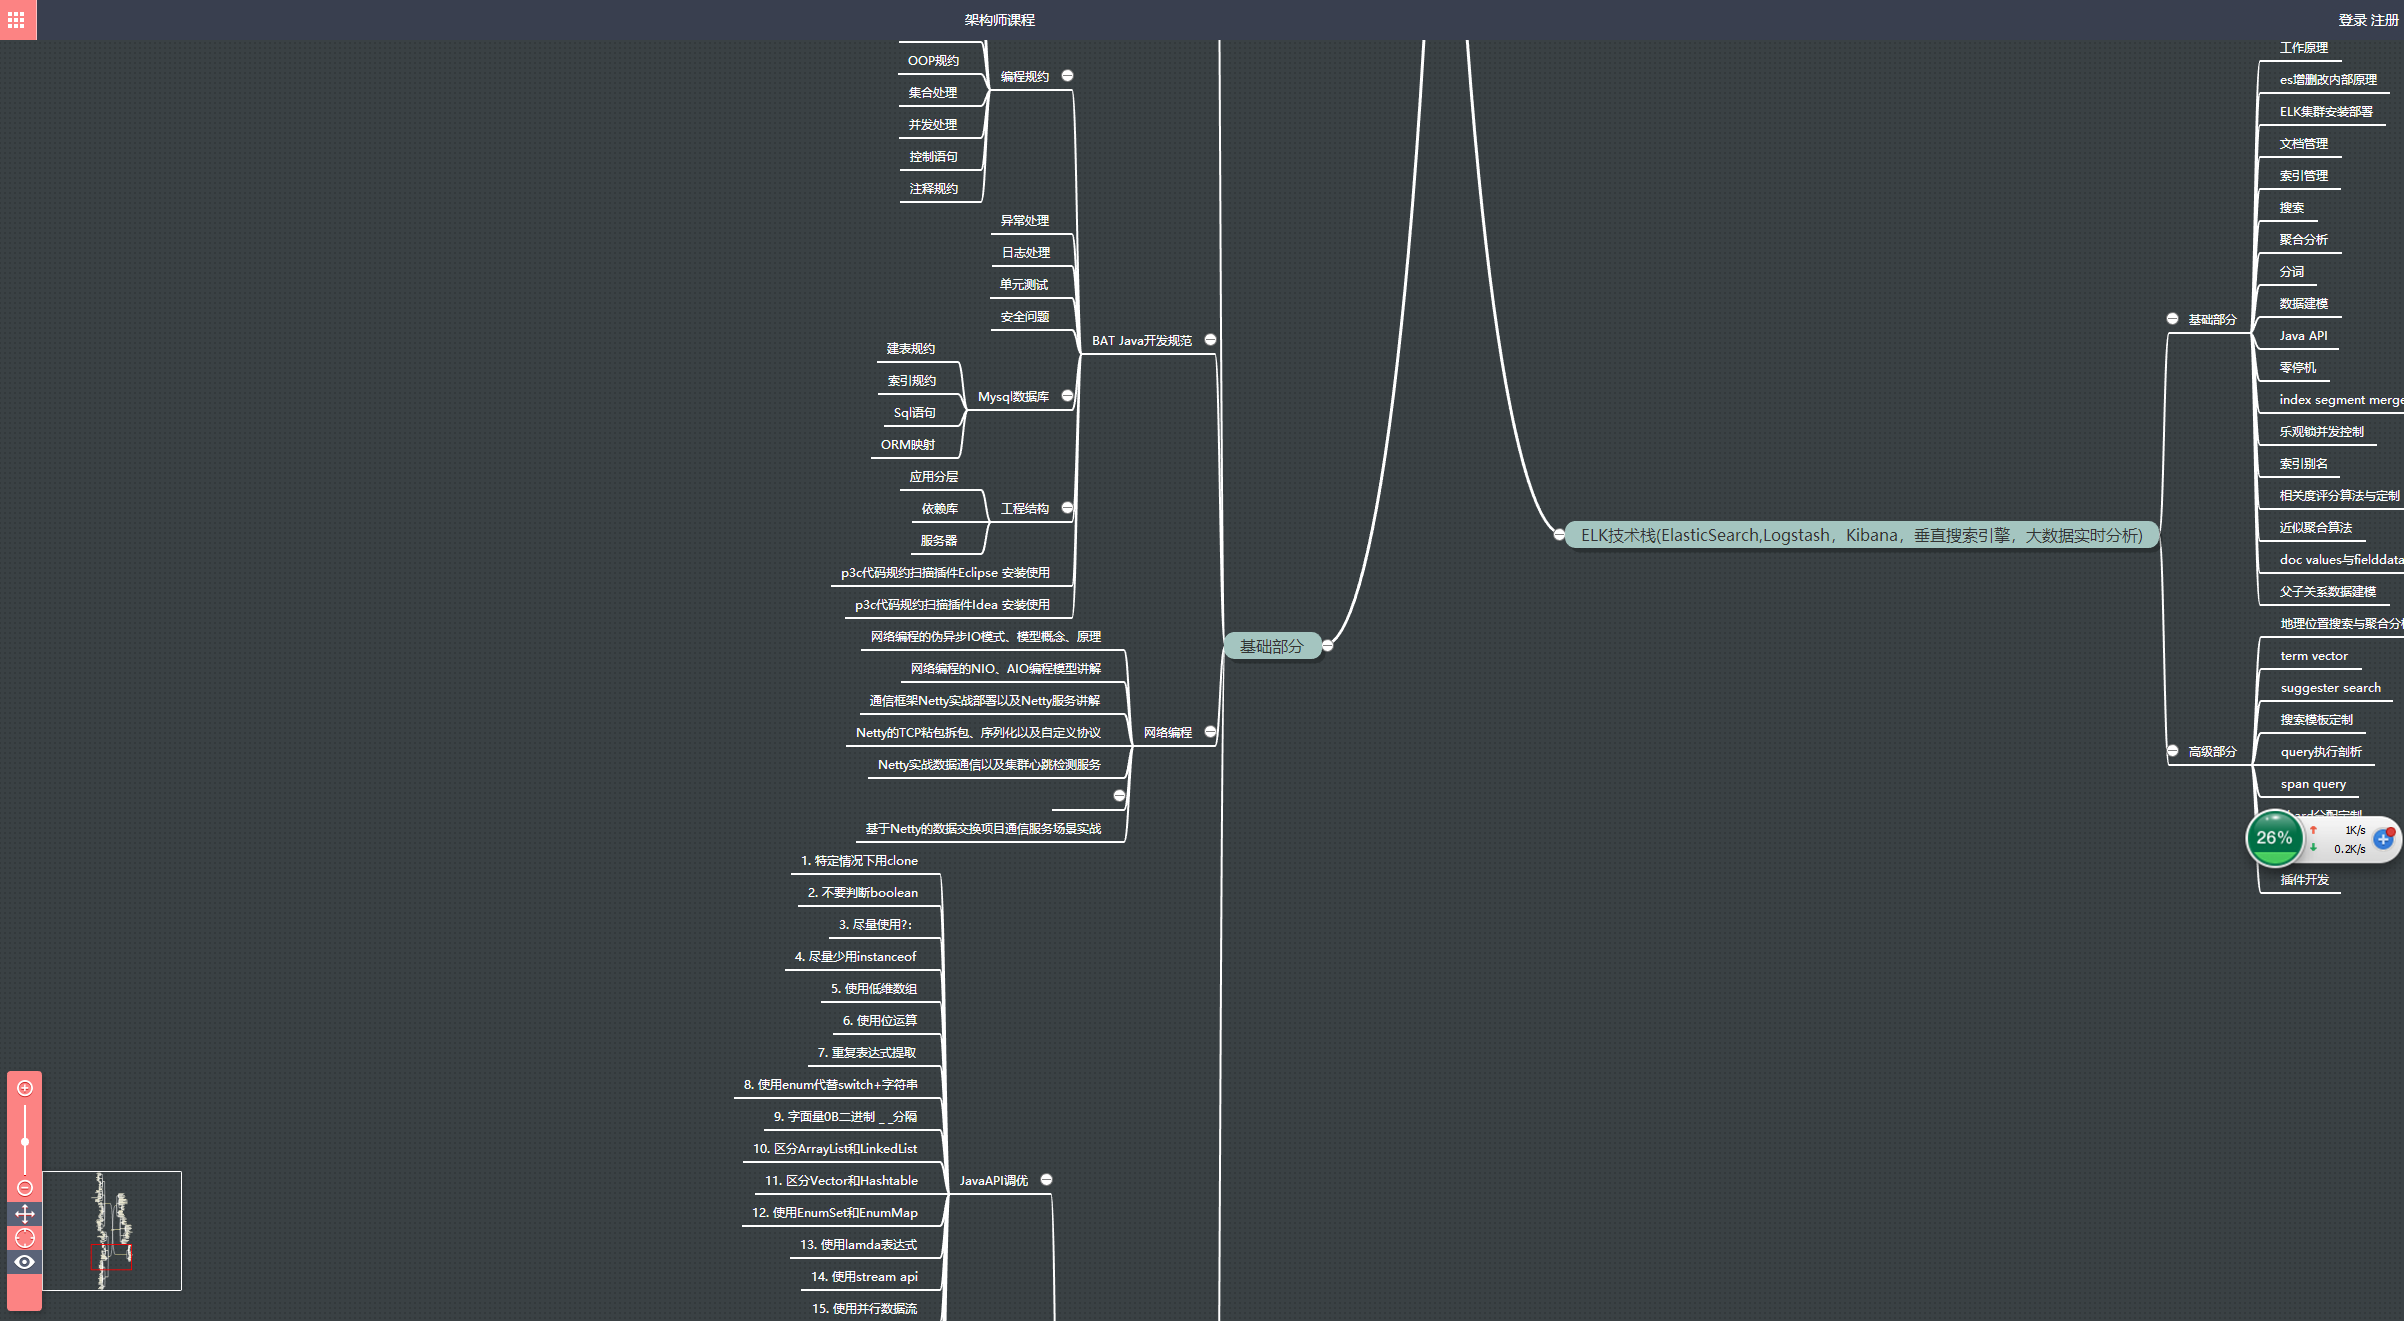 架构师课程
登录 注册
OOP规约
集合处理
并发处理
控制语句
注释规约
编程规约
异常处理
日志处理
单元测试
安全问题
BAT Java开发规范
建表规约
索引规约
Sql语句
ORM映射
Mysql数据库
应用分层
依赖库
服务器
工程结构
p3c代码规约扫描插件Eclipse 安装使用
p3c代码规约扫描插件Idea 安装使用
网络编程的伪异步IO模式、模型概念、原理
网络编程的NIO、AIO编程模型讲解
通信框架Netty实战部署以及Netty服务讲解
Netty的TCP粘包拆包、序列化以及自定义协议
Netty实战数据通信以及集群心跳检测服务
基于Netty的数据交换项目通信服务场景实战
网络编程
基础部分
1. 特定情况下用clone
2. 不要判断boolean
3. 尽量使用?:
4. 尽量少用instanceof
5. 使用低维数组
6. 使用位运算
7. 重复表达式提取
8. 使用enum代替switch+字符串
9. 字面量0B二进制 _ _分隔
10. 区分ArrayList和LinkedList
11. 区分Vector和Hashtable
12. 使用EnumSet和EnumMap
13. 使用lamda表达式
14. 使用stream api
15. 使用并行数据流
JavaAPI调优
ELK技术栈(ElasticSearch,Logstash，Kibana，垂直搜索引擎，大数据实时分析)
基础部分
工作原理
es增删改内部原理
ELK集群安装部署
文档管理
索引管理
搜索
聚合分析
分词
数据建模
Java API
零停机
index segment merge
乐观锁并发控制
索引别名
相关度评分算法与定制
近似聚合算法
doc values与fielddata
父子关系数据建模
高级部分
地理位置搜索与聚合分析
term vector
suggester search
搜索模板定制
query执行剖析
span query
插件开发
26%
1K/s
0.2K/s